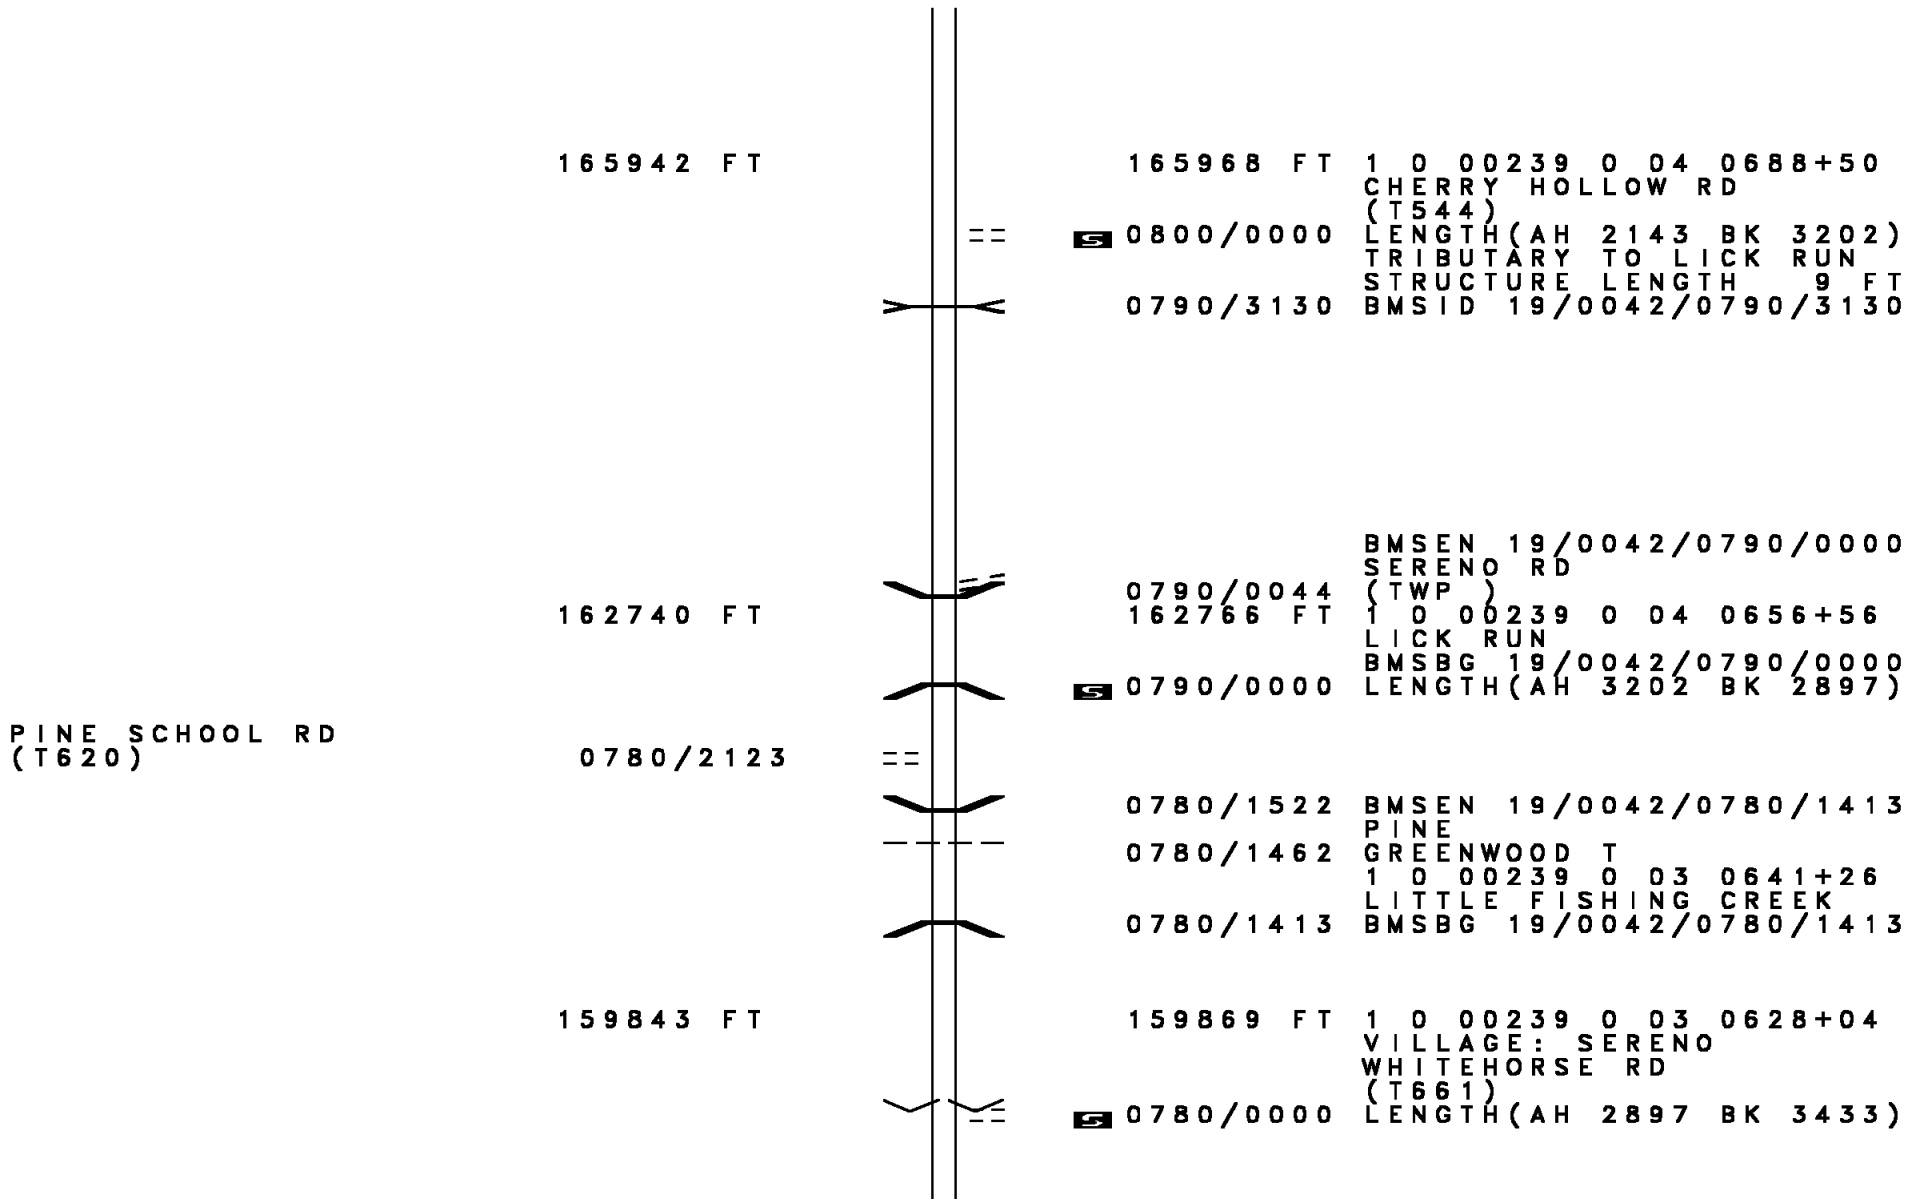 165942 FT 165968 FT 1 0 00239 0 04 0688+50
CHERRY HOLLOW RD
(T544)
S 0800/0000 LENGTH(AH 2143 BK 3202)
TRIBUTARY TO LICK RUN
STRUCTURE LENGTH 9 FT
0790/3130 BMSID 19/0042/0790/3130
BMSEN 19/0042/0790/0000
SERENO RD
0790/0044 (TWP )
162740 FT 162766 FT 1 0 00239 0 04 0656+56
LICK RUN
BMSBG 19/0042/0790/0000
S 0790/0000 LENGTH(AH 3202 BK 2897)
PINE SCHOOL RD
(T620) 0780/2123
0780/1522 BMSEN 19/0042/0780/1413
PINE
0780/1462 GREENWOOD T
1 0 00239 0 03 0641+26
LITTLE FISHING CREEK
0780/1413 BMSBG 19/0042/0780/1413
159843 FT 159869 FT 1 0 00239 0 03 0628+04
VILLAGE: SERENO
WHITEHORSE RD
(T661)
S 0780/0000 LENGTH(AH 2897 BK 3433)